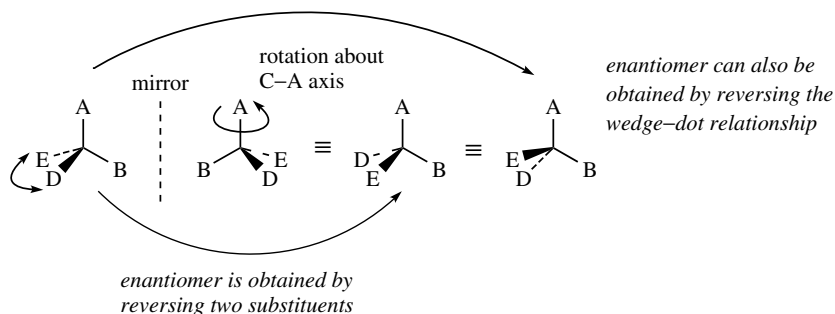 rotation about
C–A axis
mirror
A
E
D
B
A
B
E
D
≡
A
D
E
B
≡
A
E
D
B
enantiomer can also be
obtained by reversing the
wedge–dot relationship
enantiomer is obtained by
reversing two substituents